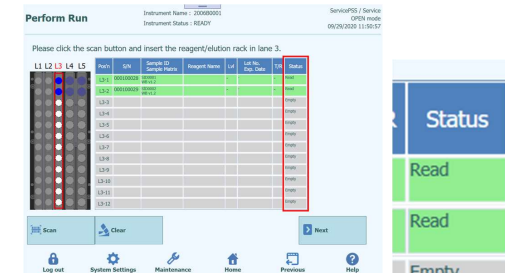 Perform Run
Instrument Name : 2006B0001
Instrument Status : READY
ServicePSS / Service
OPEN mode
09/29/2020 11:50:57
Please click the scan button and insert the reagent/elution rack in lane 3.
L1 L2 L3 L4 L5
Pos'n S/N Sample ID Sample Matrix Reagent Name Lvl Lot No. Exp. Date T/R Status
L3-1 000100028 Read
L3-2 000100029 Read
L3-3 Empty
L3-4 Empty
L3-5 Empty
L3-6 Empty
L3-7 Empty
L3-8 Empty
L3-9 Empty
L3-10 Empty
L3-11 Empty
L3-12 Empty
Scan
Clear
Next
Log out
System Settings
Maintenance
Home
Previous
Help
Status
Read
Read
Empty